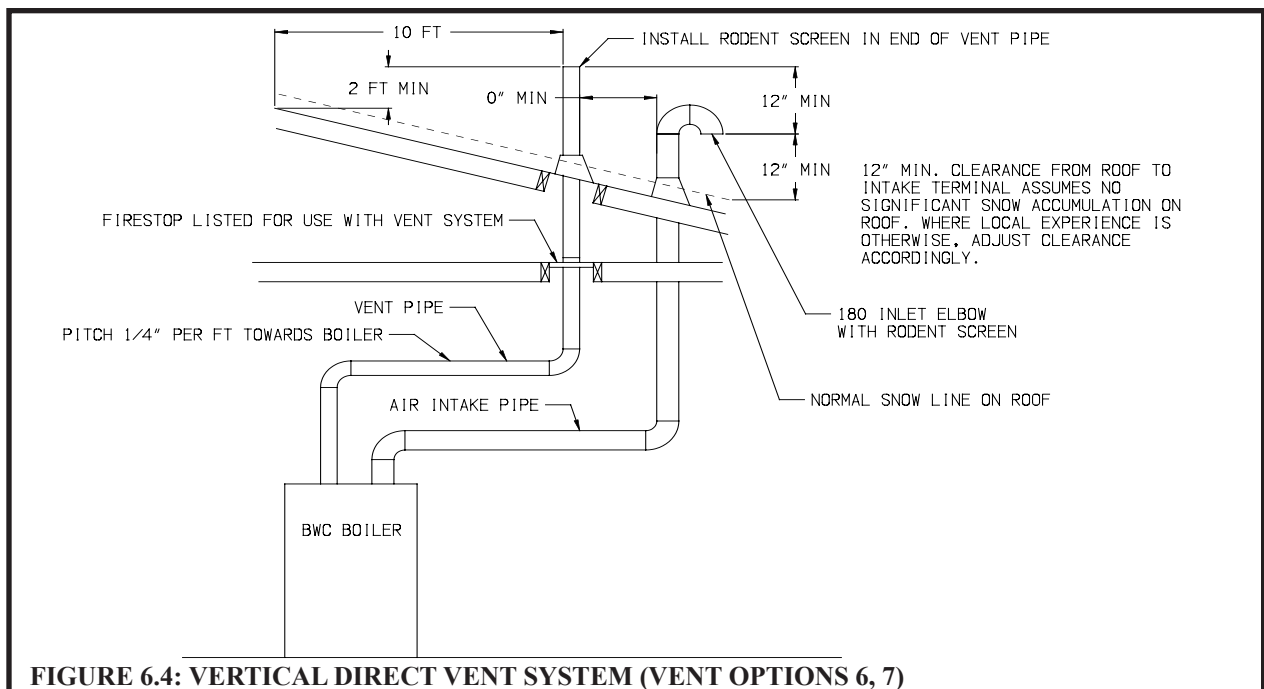 10 FT
INSTALL RODENT SCREEN IN END OF VENT PIPE
2 FT MIN
0" MIN
12" MIN
12" MIN
12" MIN. CLEARANCE FROM ROOF TO
INTAKE TERMINAL ASSUMES NO
SIGNIFICANT SNOW ACCUMULATION ON
ROOF. WHERE LOCAL EXPERIENCE IS
OTHERWISE, ADJUST CLEARANCE
ACCORDINGLY.
FIRESTOP LISTED FOR USE WITH VENT SYSTEM
VENT PIPE
180 INLET ELBOW
WITH RODENT SCREEN
PITCH 1/4" PER FT TOWARDS BOILER
NORMAL SNOW LINE ON ROOF
AIR INTAKE PIPE
BWC BOILER
FIGURE 6.4: VERTICAL DIRECT VENT SYSTEM (VENT OPTIONS 6, 7)